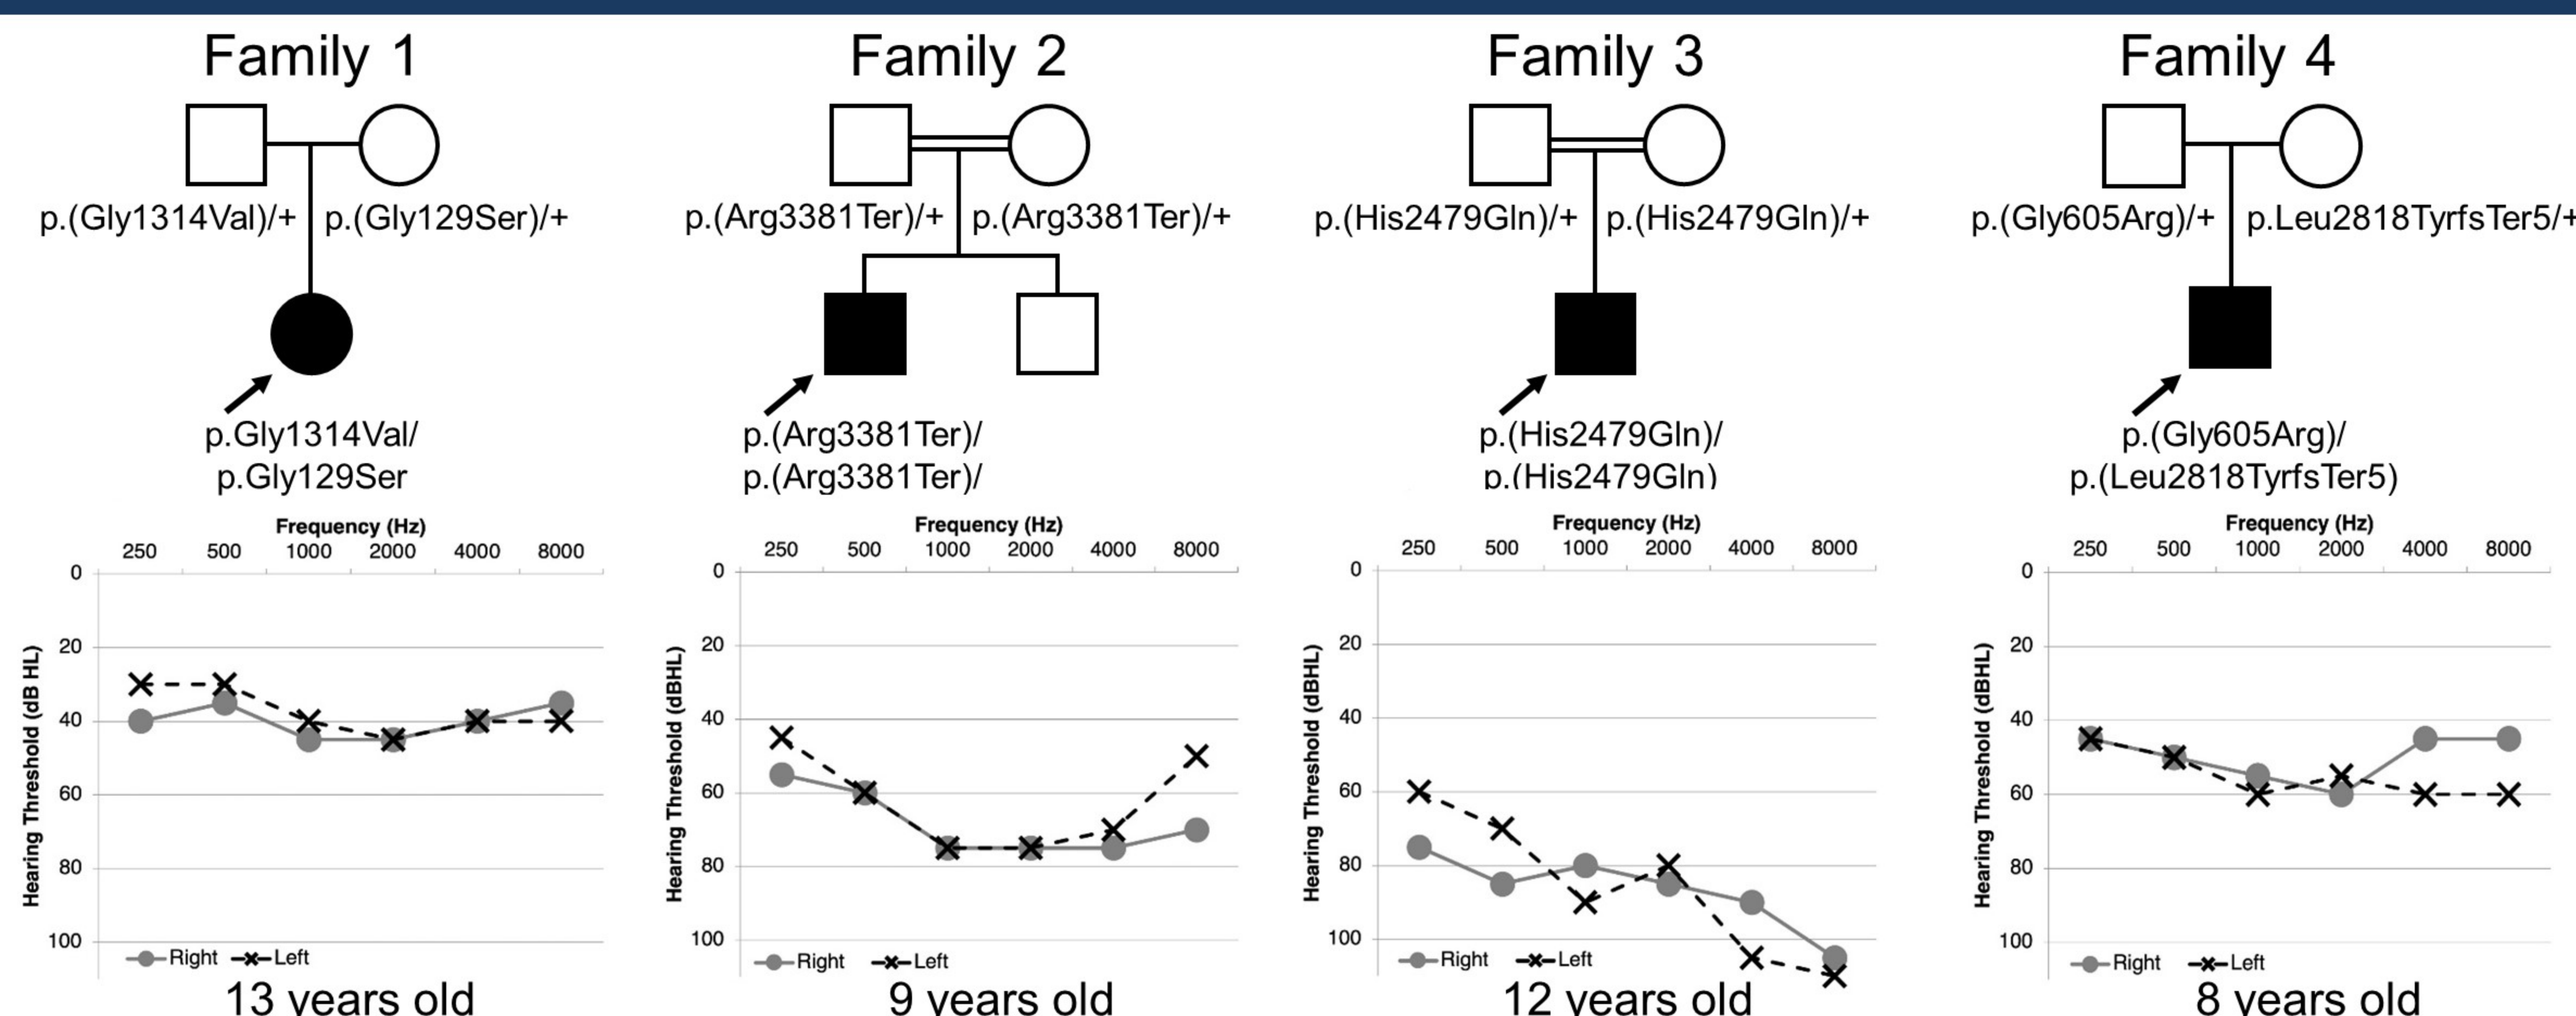 Family 1
p.(Gly1314Val)/+ p.(Gly129Ser)/+
p.Gly1314Val/
p.Gly129Ser
Frequency (Hz)
250 500 1000 2000 4000 8000
0
20
40
60
80
100
Hearing Threshold (dB HL)
Right Left
13 years old
Family 2
p.(Arg3381Ter)/+ p.(Arg3381Ter)/+
p.(Arg3381Ter)/
p.(Arg3381Ter)/
Frequency (Hz)
250 500 1000 2000 4000 8000
0
20
40
60
80
100
Hearing Threshold (dBHL)
Right Left
9 years old
Family 3
p.(His2479Gln)/+ p.(His2479Gln)/+
p.(His2479Gln)/
p.(His2479Gln)
Frequency (Hz)
250 500 1000 2000 4000 8000
0
20
40
60
80
100
Hearing Threshold (dBHL)
Right Left
12 years old
Family 4
p.(Gly605Arg)/+ p.Leu2818TyrfsTer5/+
p.(Gly605Arg)/
p.(Leu2818TyrfsTer5)
Frequency (Hz)
250 500 1000 2000 4000 8000
0
20
40
60
80
100
Hearing Threshold (dBHL)
Right Left
8 years old